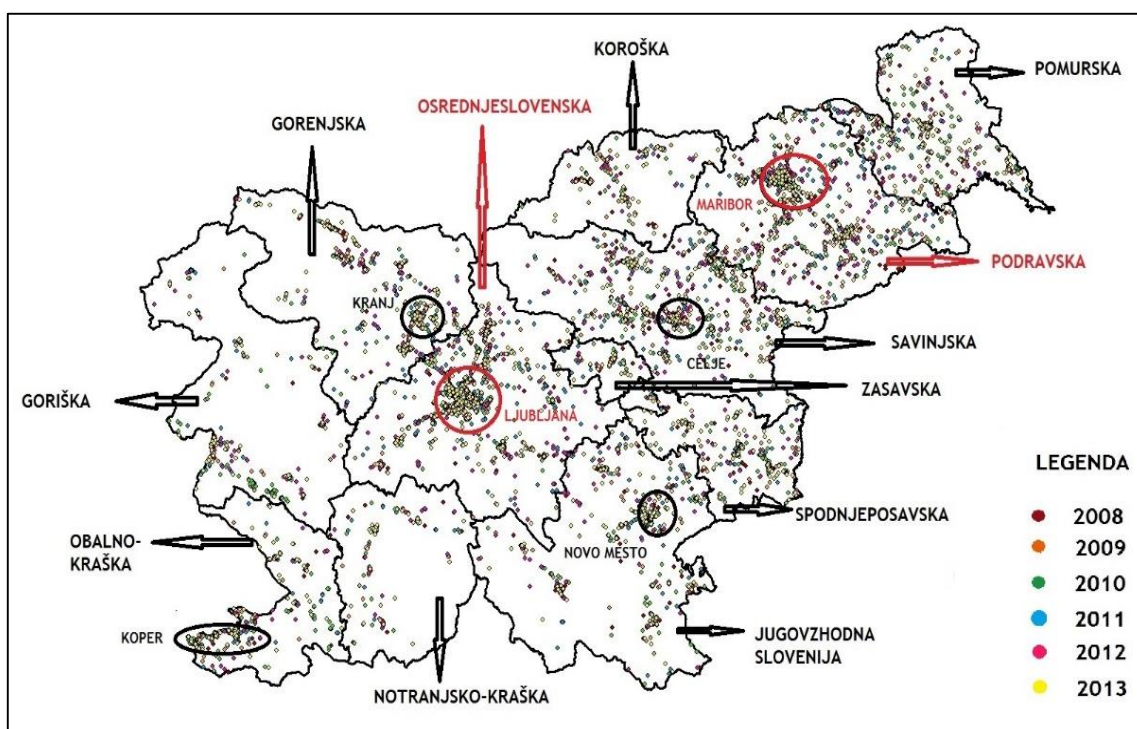 KOROŠKA
POMURSKA
OSREDNJESLOVENSKA
GORENJSKA
MARIBOR
PODRAVSKA
KRANJ
SAVINJSKA
CELJE
ZASAVSKA
GORIŠKA
LJUBLJANA
LEGENDA
SPODNJEPOSAVSKA
2008
OBALNO-
KRAŠKA
NOVO MESTO
2009
2010
2011
KOPER
JUGOVZHODNA
SLOVENIJA
2012
NOTRANJSKO-KRAŠKA
2013